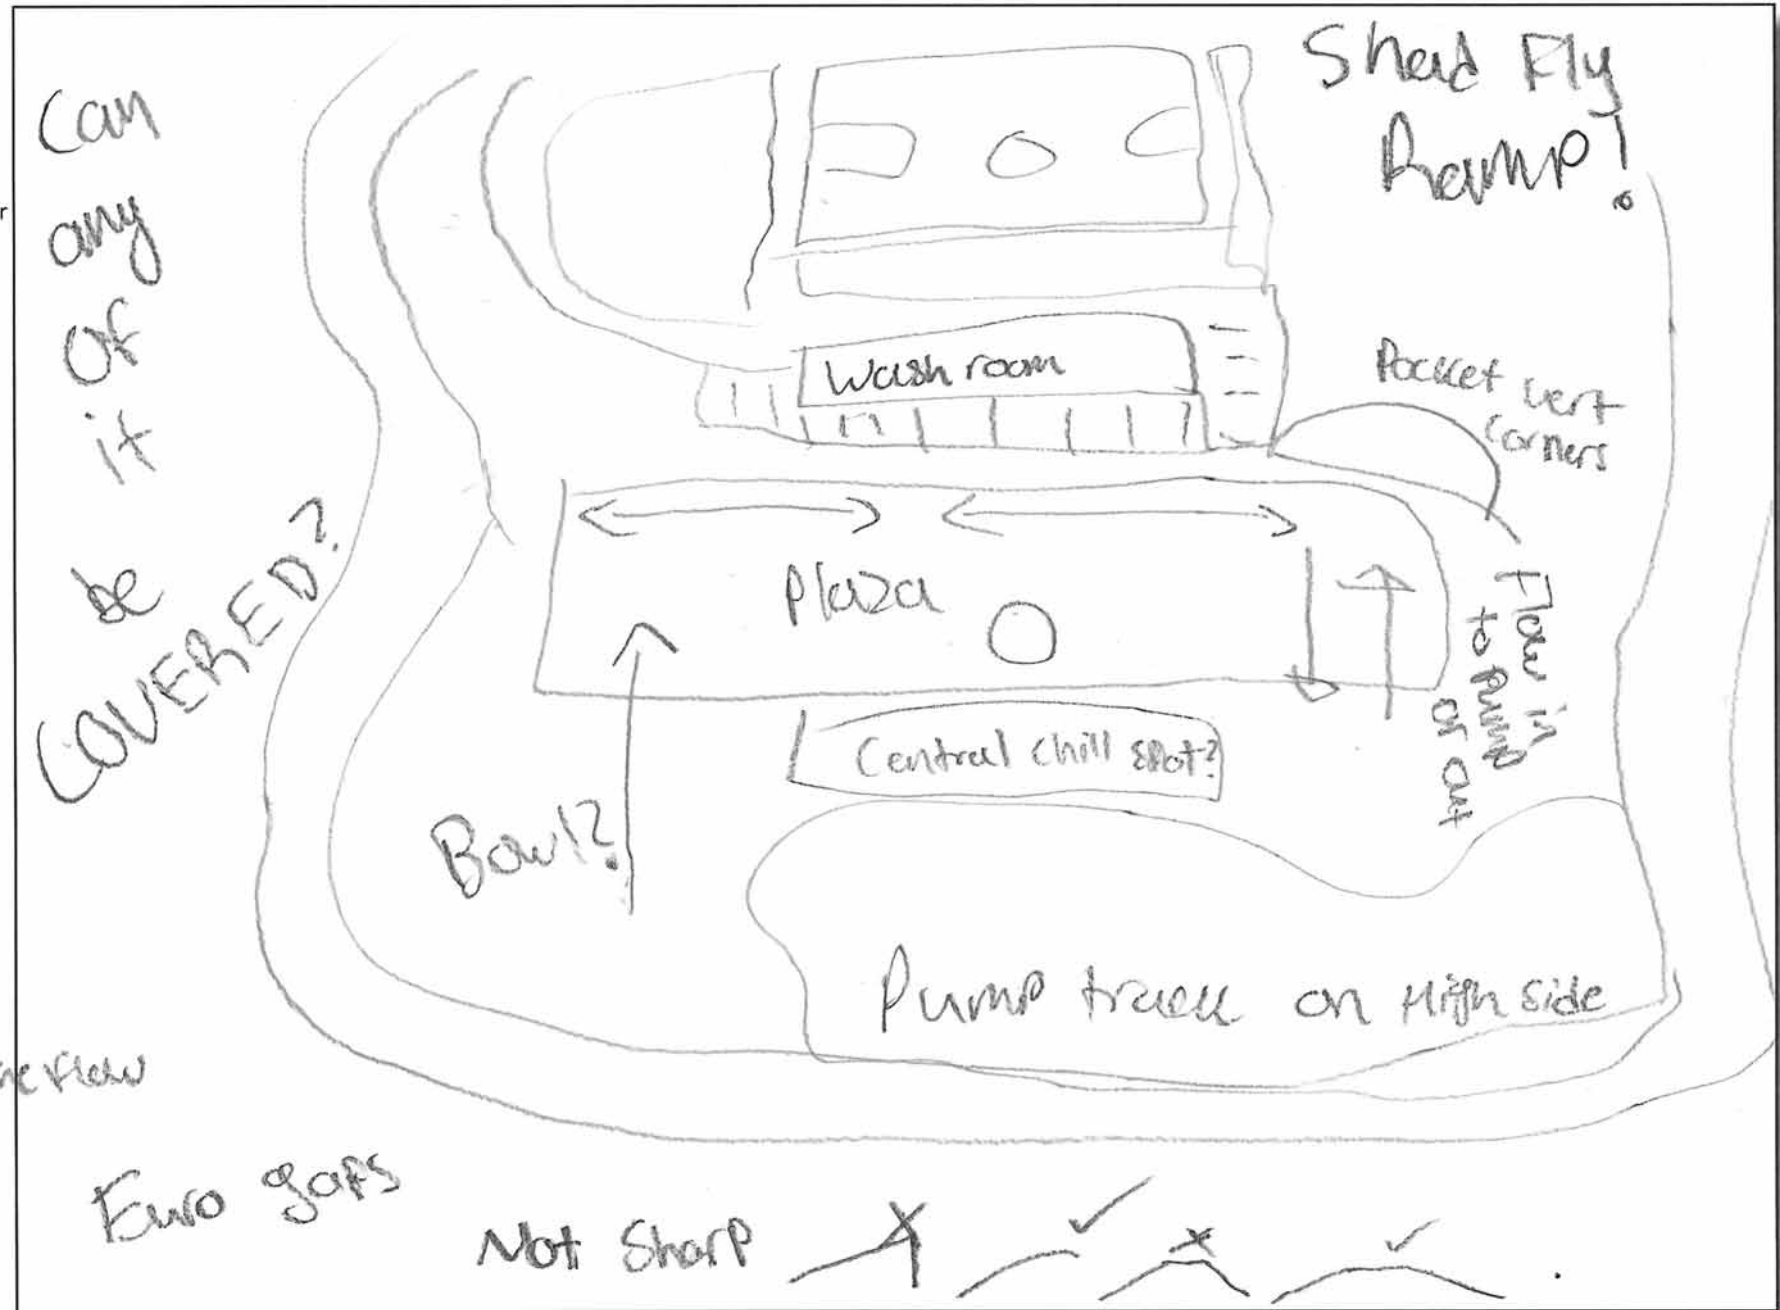 Can
any
of
it
be
COVERED?
Shed Fly
Ramp!
Wash room
Pocket vert
corners
Plaza
Flow in
to pump
or out
Central chill spot?
Bowl?
Pump track on High side
flow
Euro gaps
Not Sharp
r